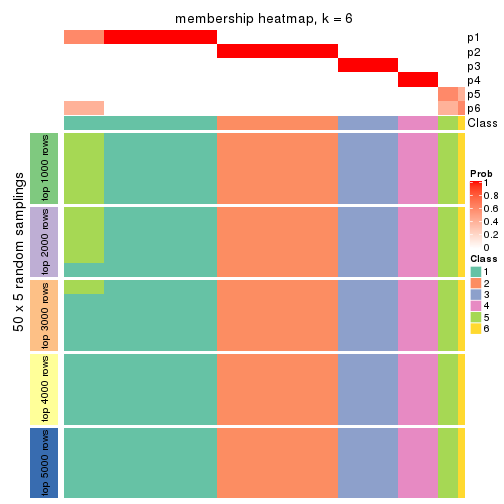 membership heatmap, k = 6
p1
p2
p3
p4
p5
p6
Class
50 x 5 random samplings
top 1000 rows
top 2000 rows
top 3000 rows
top 4000 rows
top 5000 rows
Prob
1
0.8
0.6
0.4
0.2
0
Class
1
2
3
4
5
6